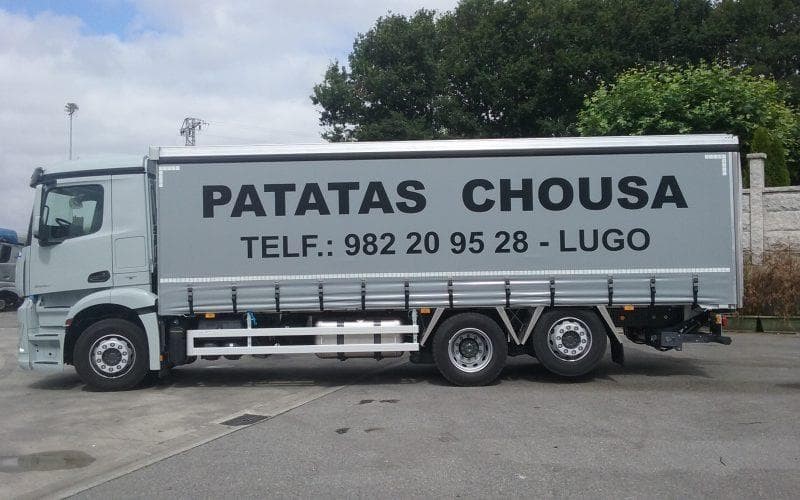 PATATAS CHOUSA
TELF.: 982 20 95 28 - LUGO